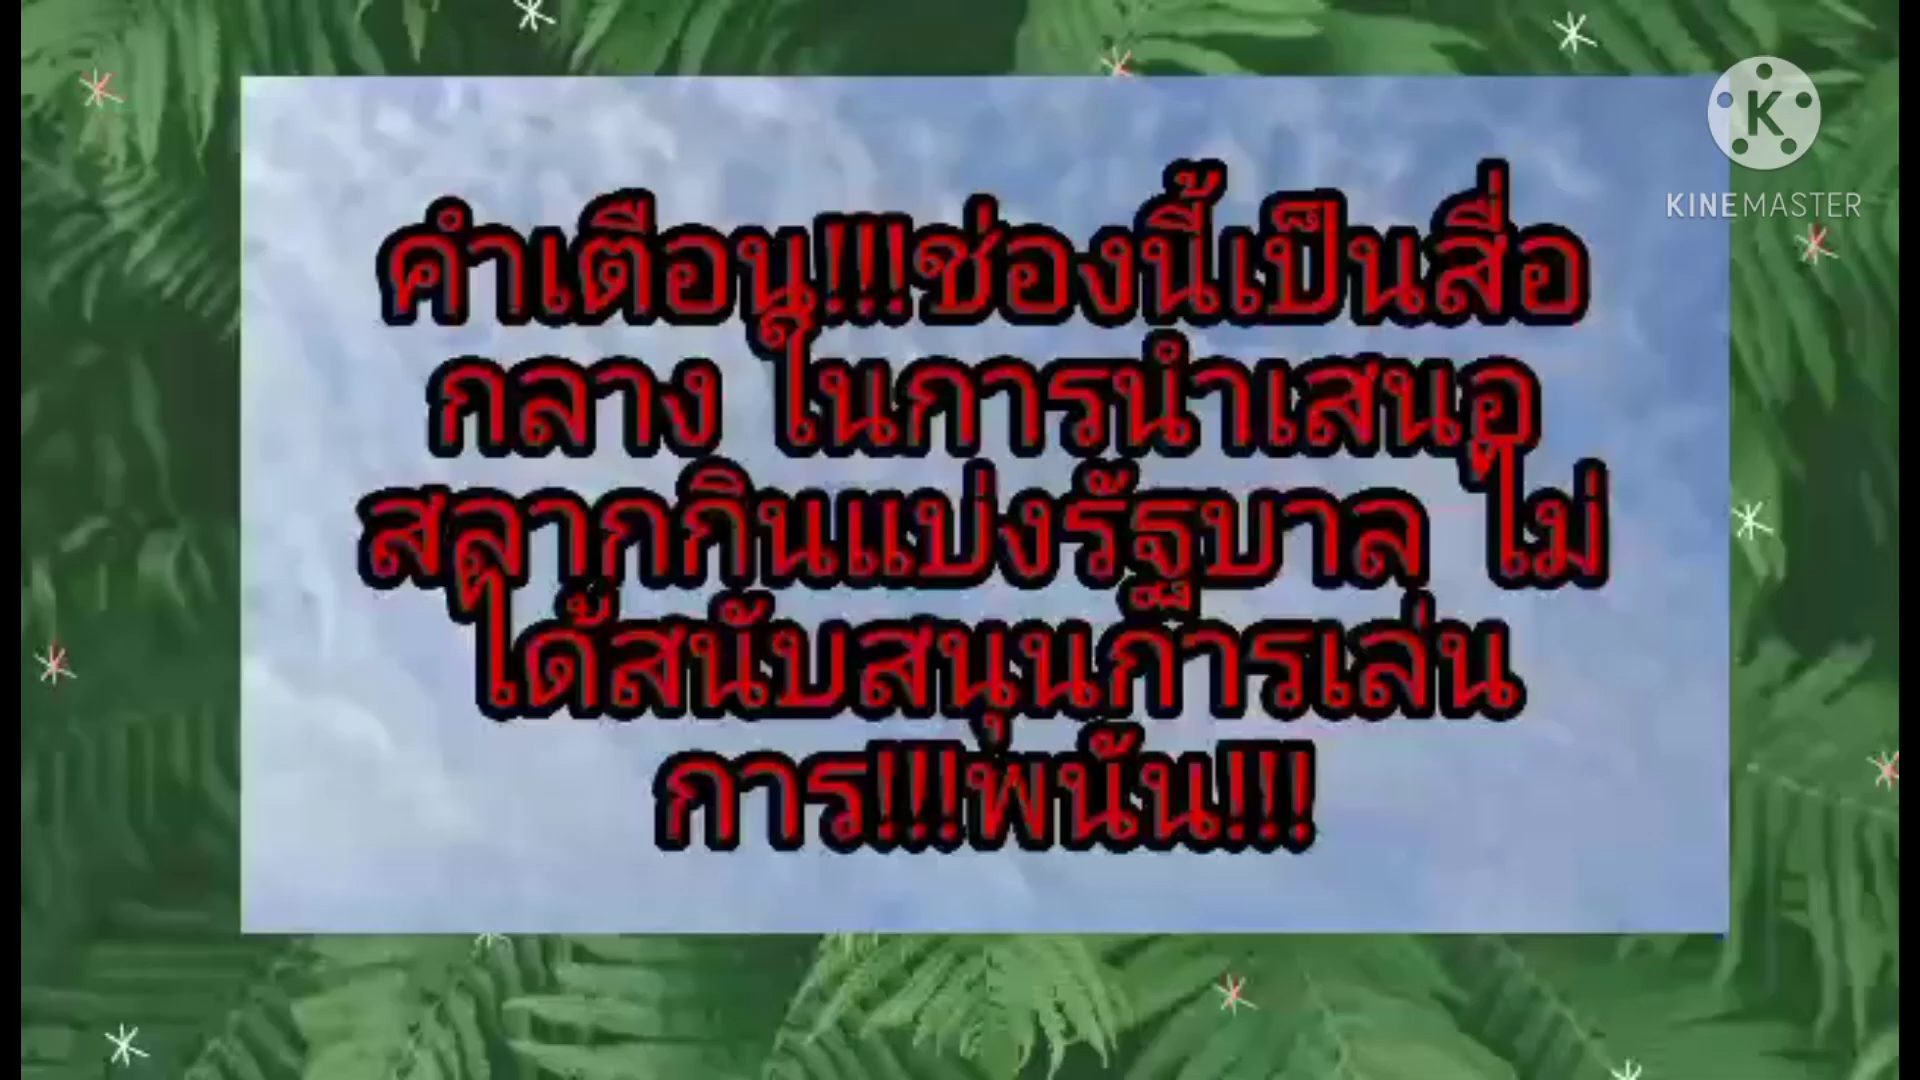 KINEMASTER
คำเตือน!!!ช่องนี้เป็นสื่อ
กลาง ในการนำเสนอ
สลากกินแบ่งรัฐบาล ไม่
ได้สนับสนุนการเล่น
การ!!!พนัน!!!